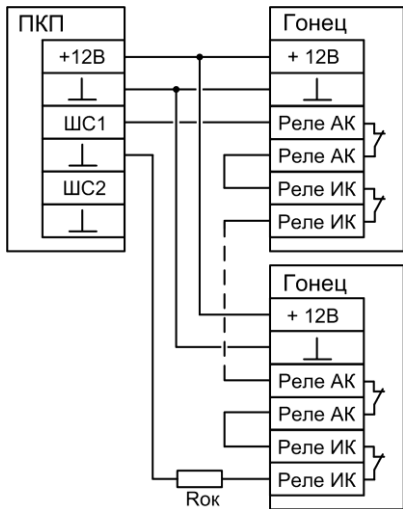 ПКП
+12В
ШС1
ШС2
Гонец
+ 12В
Реле АК
Реле АК
Реле ИК
Реле ИК
Гонец
+ 12В
Реле АК
Реле АК
Реле ИК
Реле ИК
Rок